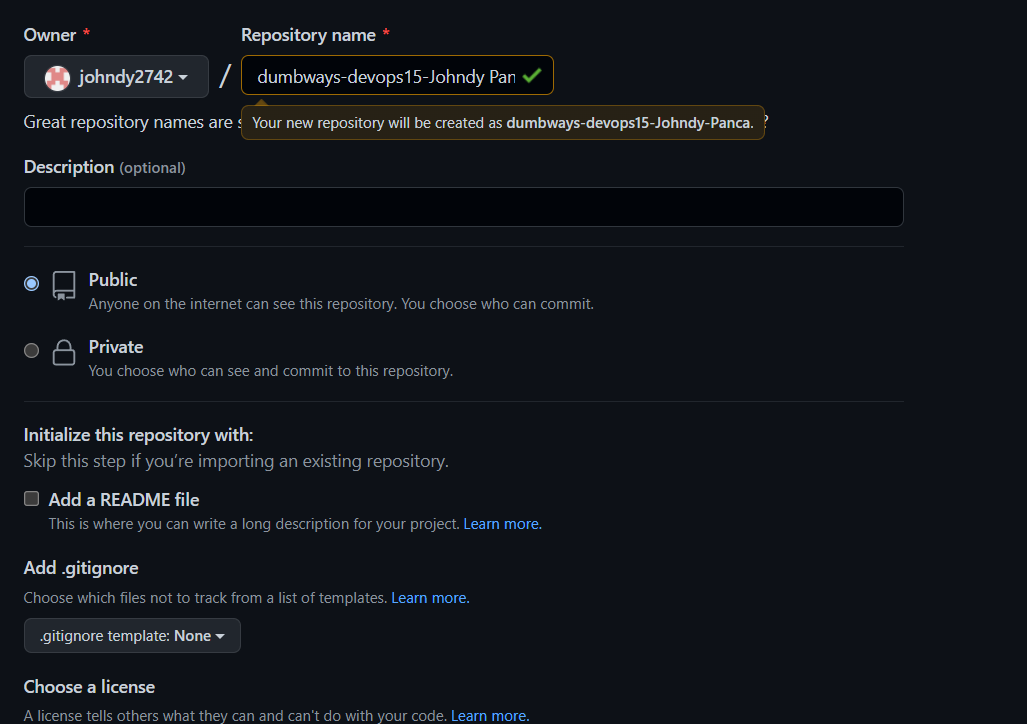 Owner *
Repository name *
johndy2742
/
dumbways-devops15-Johndy Pan
Great repository names are
Your new repository will be created as dumbways-devops15-Johndy-Panca.
?
Description (optional)
Public
Anyone on the internet can see this repository. You choose who can commit.
Private
You choose who can see and commit to this repository.
Initialize this repository with:
Skip this step if you’re importing an existing repository.
Add a README file
This is where you can write a long description for your project. Learn more.
Add .gitignore
Choose which files not to track from a list of templates. Learn more.
.gitignore template: None
Choose a license
A license tells others what they can and can't do with your code. Learn more.